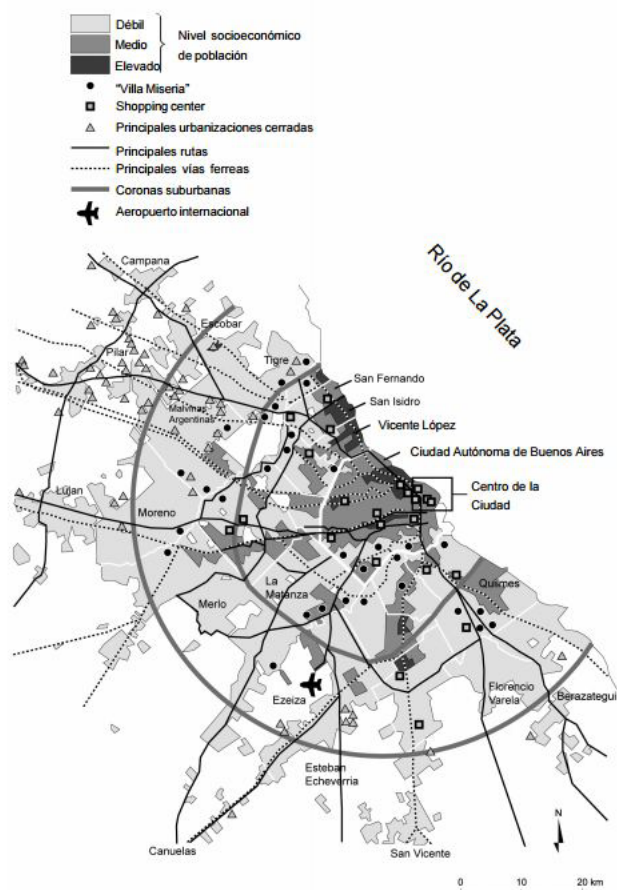 Débil
Medio
Elevado
Nivel socioeconómico
de población
"Villa Miseria"
Shopping center
Principales urbanizaciones cerradas
Principales rutas
Principales vías ferreas
Coronas suburbanas
Aeropuerto internacional
Río de La Plata
Campana
Escobar
Pilar
Tigre
San Fernando
San Isidro
Malvinas
Argentinas
Vicente López
Ciudad Autónoma de Buenos Aires
Centro de la
Ciudad
Luján
Moreno
La
Matanza
Quilmes
Merlo
Ezeiza
Florencio
Varela
Berazategui
Esteban
Echeverria
Canuelas
San Vicente
N
0 10 20 km